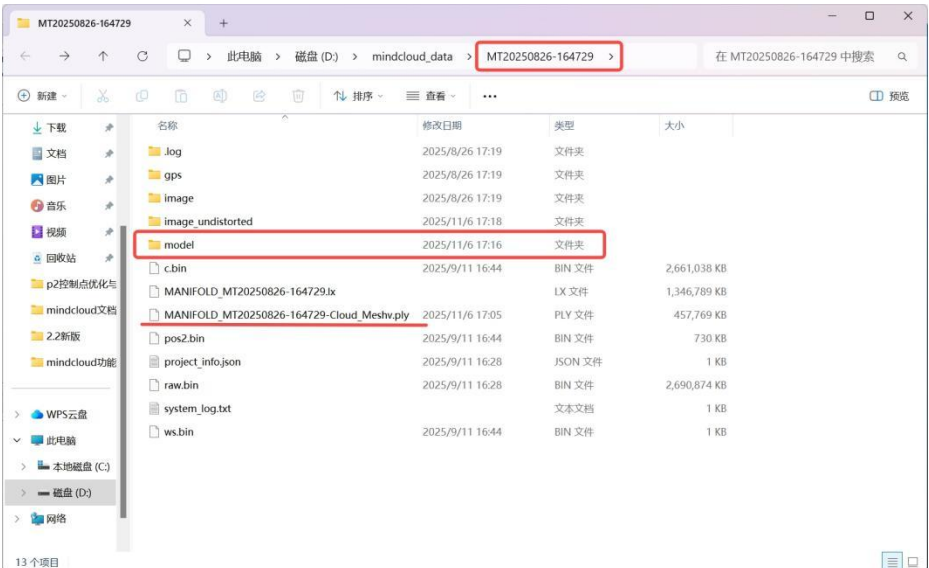 MT20250826-164729
此电脑 > 磁盘 (D:) > mindcloud_data > MT20250826-164729 >
在 MT20250826-164729 中搜索
新建
排序
查看
预览
下载
文档
图片
音乐
视频
回收站
p2控制点优化与
mindcloud文档
2.2新版
mindcloud功能
WPS云盘
此电脑
本地磁盘 (C:)
磁盘 (D:)
网络
名称 修改日期 类型 大小
.log 2025/8/26 17:19 文件夹
gps 2025/8/26 17:19 文件夹
image 2025/8/26 17:19 文件夹
image_undistorted 2025/11/6 17:18 文件夹
model 2025/11/6 17:16 文件夹
c.bin 2025/9/11 16:44 BIN 文件 2,661,038 KB
MANIFOLD_MT20250826-164729.lx LX 文件 1,346,789 KB
MANIFOLD_MT20250826-164729-Cloud_Meshv.ply 2025/11/6 17:05 PLY 文件 457,769 KB
pos2.bin 2025/9/11 16:44 BIN 文件 730 KB
project_info.json 2025/9/11 16:28 JSON 文件 1 KB
raw.bin 2025/9/11 16:28 BIN 文件 2,690,874 KB
system_log.txt 文本文档 1 KB
ws.bin 2025/9/11 16:44 BIN 文件 1 KB
13 个项目